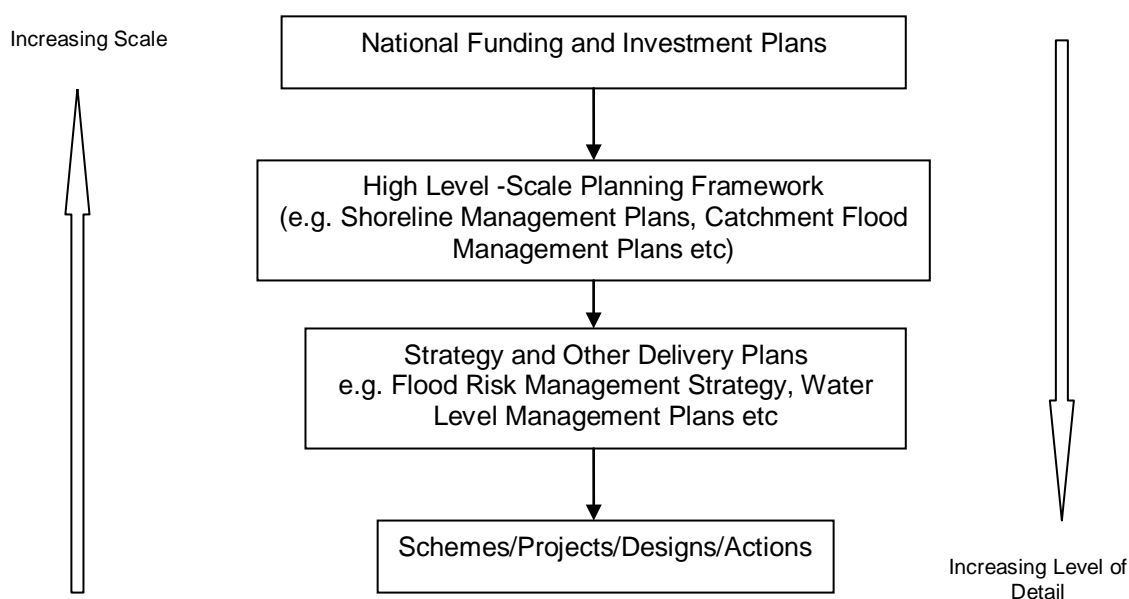 Increasing Scale
National Funding and Investment Plans
High Level -Scale Planning Framework
(e.g. Shoreline Management Plans, Catchment Flood
Management Plans etc)
Strategy and Other Delivery Plans
e.g. Flood Risk Management Strategy, Water
Level Management Plans etc
Schemes/Projects/Designs/Actions
Increasing Level of
Detail